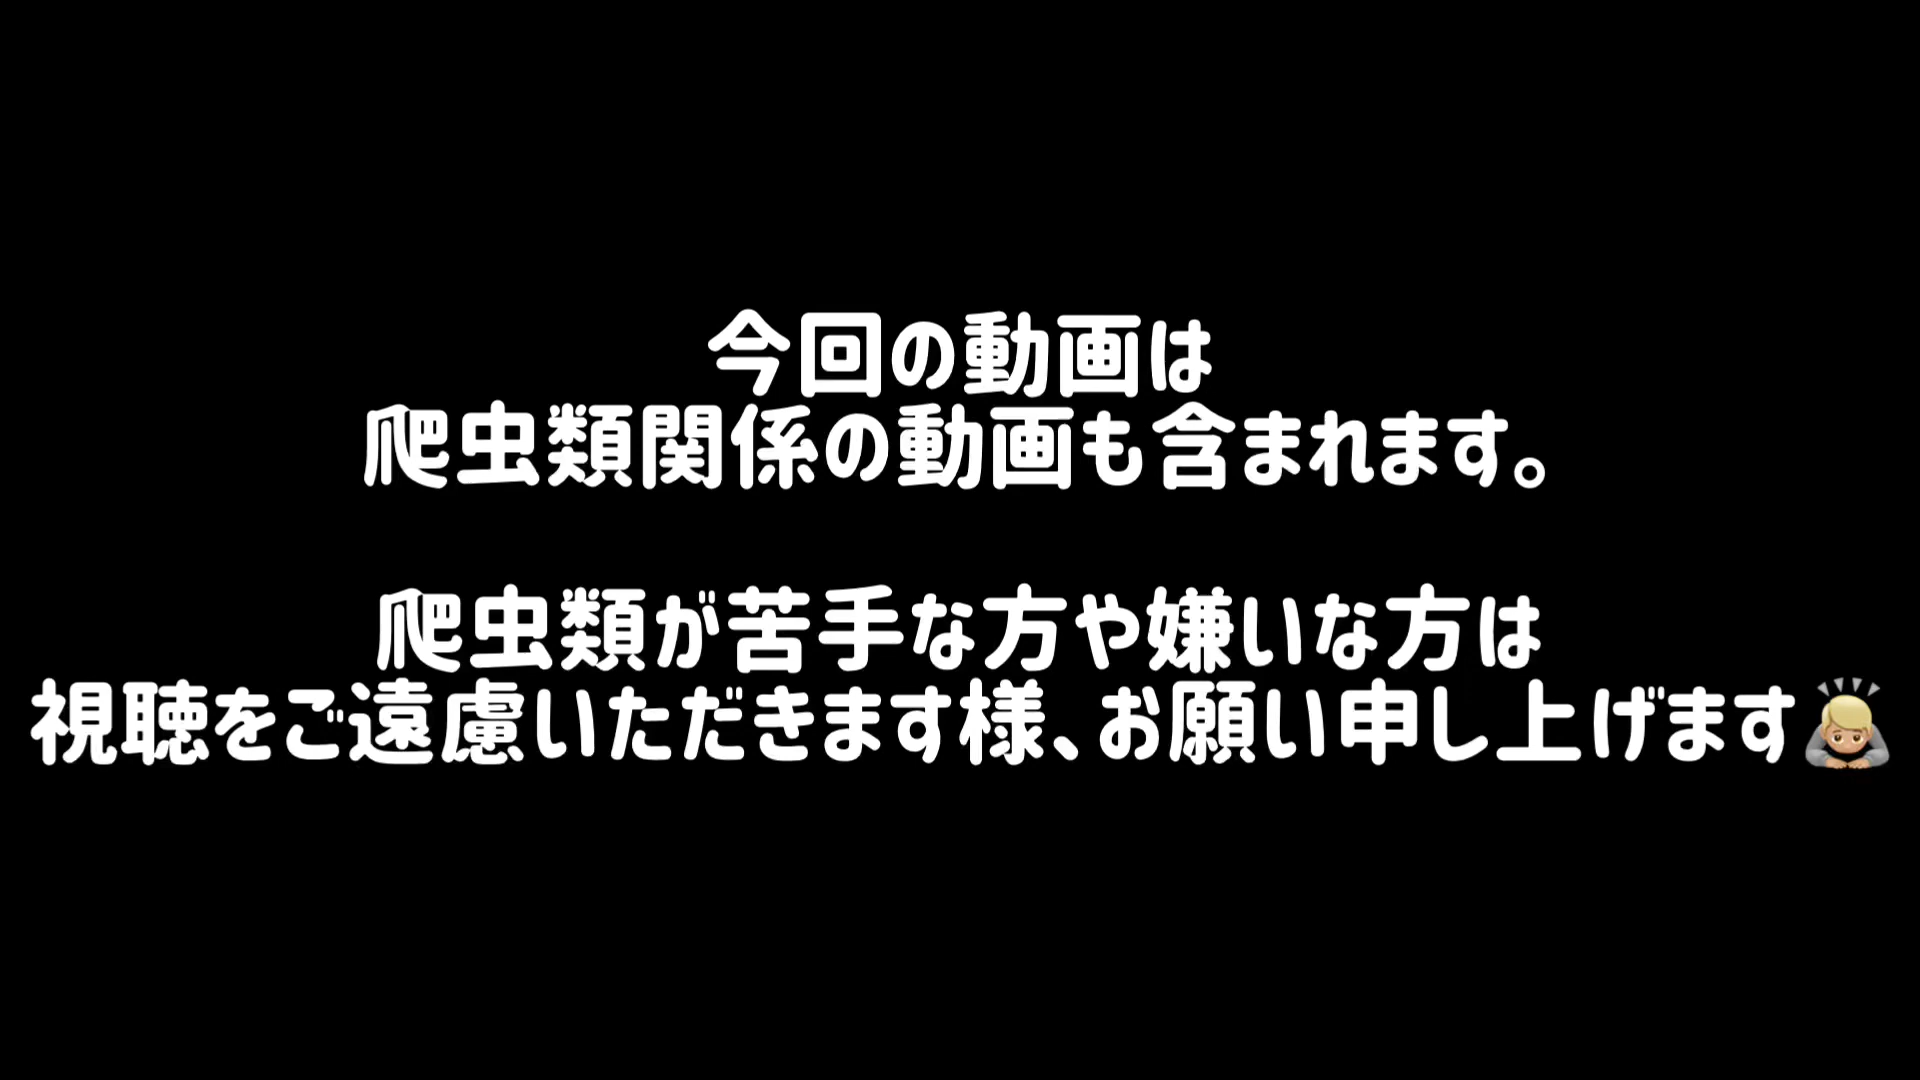 今回の動画は
爬虫類関係の動画も含まれます。
爬虫類が苦手な方や嫌いな方は
視聴をご遠慮いただきます様、お願い申し上げます🙇🏼